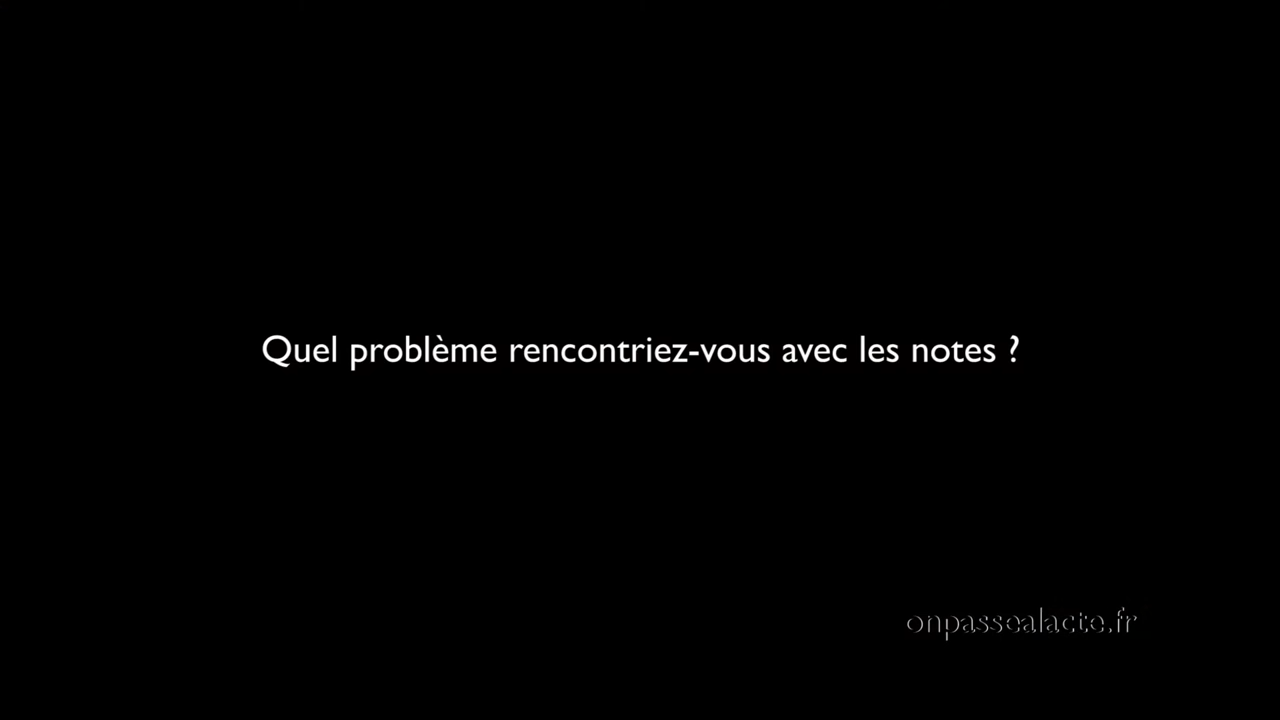 Quel problème rencontriez-vous avec les notes ?
onpassealacte.fr